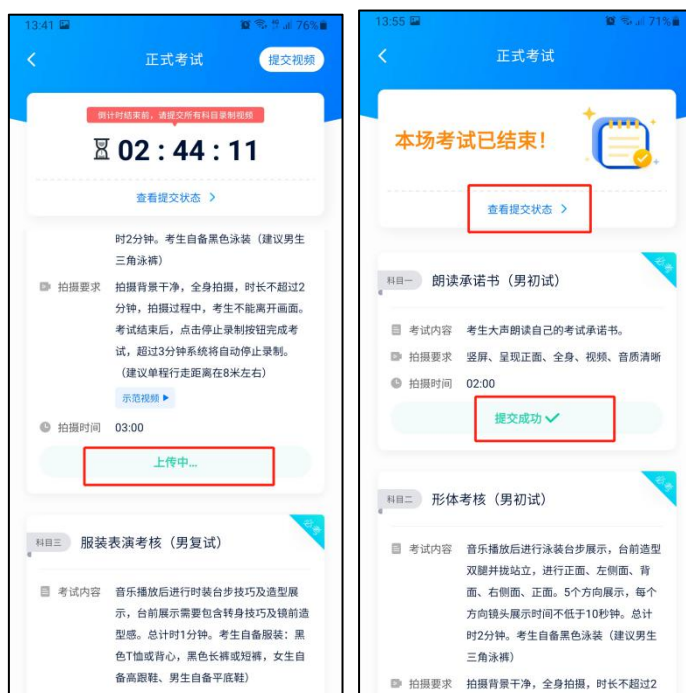 13:41
76%
正式考试
提交视频
倒计时结束前，请提交所有科目录制视频
02 : 44 : 11
查看提交状态
时2分钟。考生自备黑色泳装（建议男生
三角泳裤）
拍摄要求 拍摄背景干净，全身拍摄，时长不超过2
分钟，拍摄过程中，考生不能离开画面。
考试结束后，点击停止录制按钮完成考
试，超过3分钟系统将自动停止录制。
（建议单程行走距离在8米左右）
示范视频
拍摄时间 03:00
上传中...
必考
科目三 服装表演考核（男复试）
考试内容 音乐播放后进行时装台步技巧及造型展
示，台前展示需要包含转身技巧及镜前造
型感。总计时1分钟。考生自备服装：黑
色T恤或背心，黑色长裤或短裤，女生自
备高跟鞋、男生自备平底鞋）
13:55
71%
正式考试
本场考试已结束！
查看提交状态
必考
科目一 朗读承诺书（男初试）
考试内容 考生大声朗读自己的考试承诺书。
拍摄要求 竖屏、呈现正面、全身、视频、音质清晰
拍摄时间 02:00
提交成功
必考
科目二 形体考核（男初试）
考试内容 音乐播放后进行泳装台步展示，台前造型
双腿并拢站立，进行正面、左侧面、背
面、右侧面、正面。5个方向展示，每个
方向镜头展示时间不低于10秒钟。总计
时2分钟。考生自备黑色泳装（建议男生
三角泳裤）
拍摄要求 拍摄背景干净，全身拍摄，时长不超过2